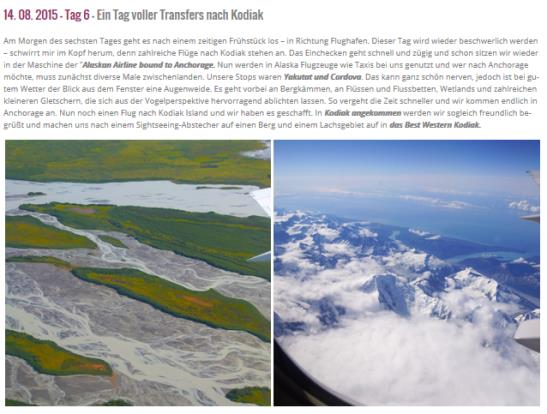 14. 08. 2015 - Tag 6 - Ein Tag voller Transfers nach Kodiak
Am Morgen des sechsten Tages geht es nach einem zeitigen Frühstück los – in Richtung Flughafen. Dieser Tag wird wieder beschwerlich werden
– schwirrt mir im Kopf herum, denn zahlreiche Flüge nach Kodiak stehen an. Das Einchecken geht schnell und zügig und schon sitzen wir wieder
in der Maschine der "Alaskan Airline bound to Anchorage. Nun werden in Alaska Flugzeuge wie Taxis bei uns genutzt und wer nach Anchorage
möchte, muss zunächst diverse Male zwischenlanden. Unsere Stops waren Yakutat und Cordova. Das kann ganz schön nerven, jedoch ist bei gu-
tem Wetter der Blick aus dem Fenster eine Augenweide. Es geht vorbei an Bergkämmen, an Flüssen und Flussbetten, Wetlands und zahlreichen
kleineren Gletschern, die sich aus der Vogelperspektive hervorragend ablichten lassen. So vergeht die Zeit schneller und wir kommen endlich in
Anchorage an. Nun noch einen Flug nach Kodiak Island und wir haben es geschafft. In Kodiak angekommen werden wir sogleich freundlich be-
grüßt und machen uns nach einem Sightseeing-Abstecher auf einen Berg und einem Lachsgebiet auf in das Best Western Kodiak.